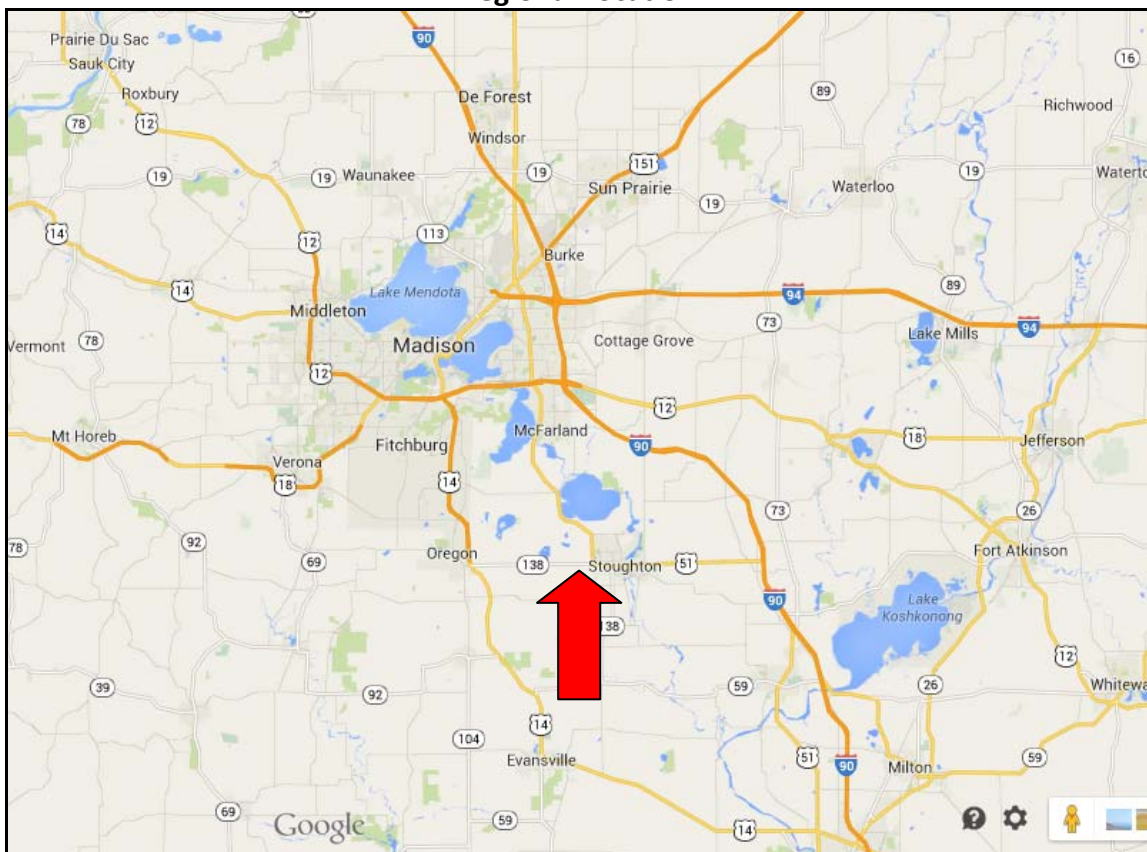 90
Prairie Du Sac
Sauk City
16
De Forest
89
Roxbury
Richwood
78
12
Windsor
151
19
19
Waunakee
19
19
Sun Prairie
Waterloo
19
14
113
12
Burke
14
Lake Mendota
89
94
Middleton
73
94
Lake Mills
78
Vermont
Madison
Cottage Grove
12
12
Mt Horeb
Fitchburg
McFarland
18
Jefferson
90
Verona
18
14
73
26
78
92
69
Oregon
138
Stoughton
51
Fort Atkinson
90
Lake
Koshkonong
138
12
39
92
59
26
14
104
Evansville
51
90
Milton
59
69
Google
59
14